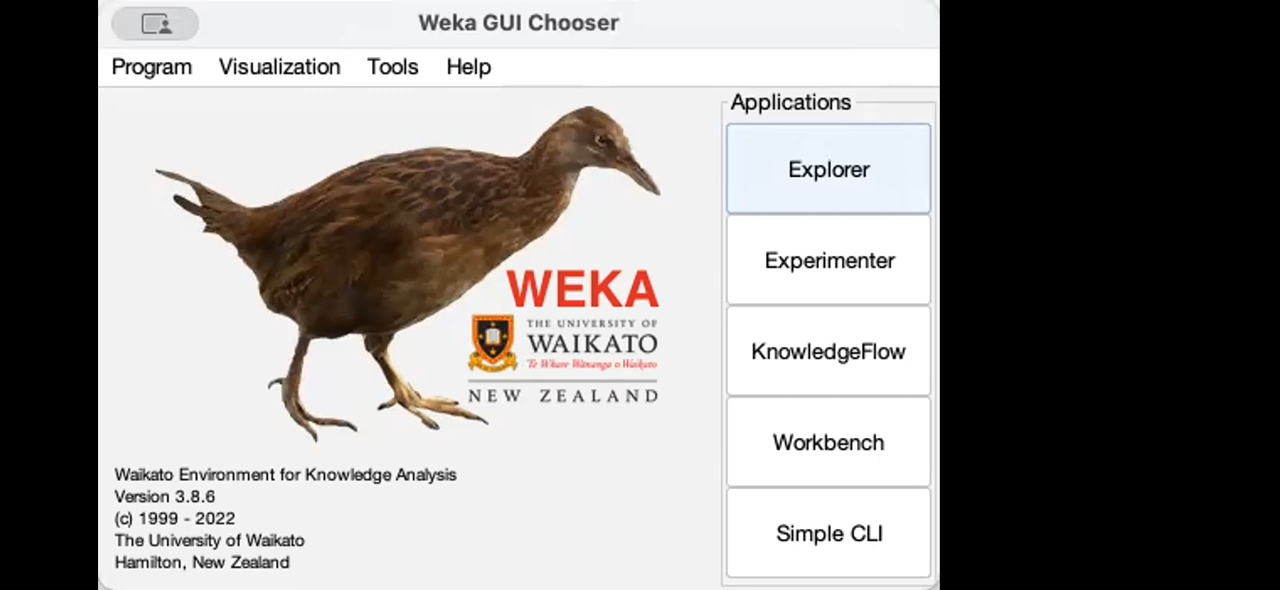 Weka GUI Chooser
Program Visualization Tools Help
Applications
Explorer
Experimenter
KnowledgeFlow
Workbench
Simple CLI
WEKA
THE UNIVERSITY OF
WAIKATO
Te Whare Wānanga o Waikato
NEW ZEALAND
Waikato Environment for Knowledge Analysis
Version 3.8.6
(c) 1999 - 2022
The University of Waikato
Hamilton, New Zealand